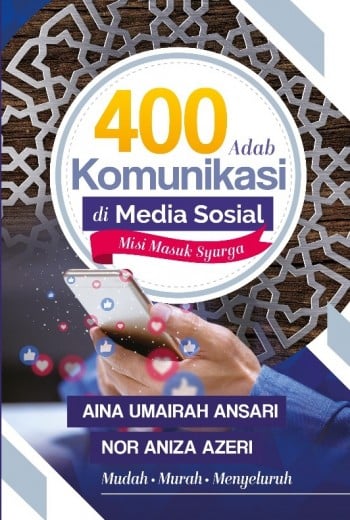 400 Adab
Komunikasi
di Media Sosial
Misi Masuk Syurga
AINA UMAIRAH ANSARI
NOR ANIZA AZERI
Mudah • Murah • Menyeluruh